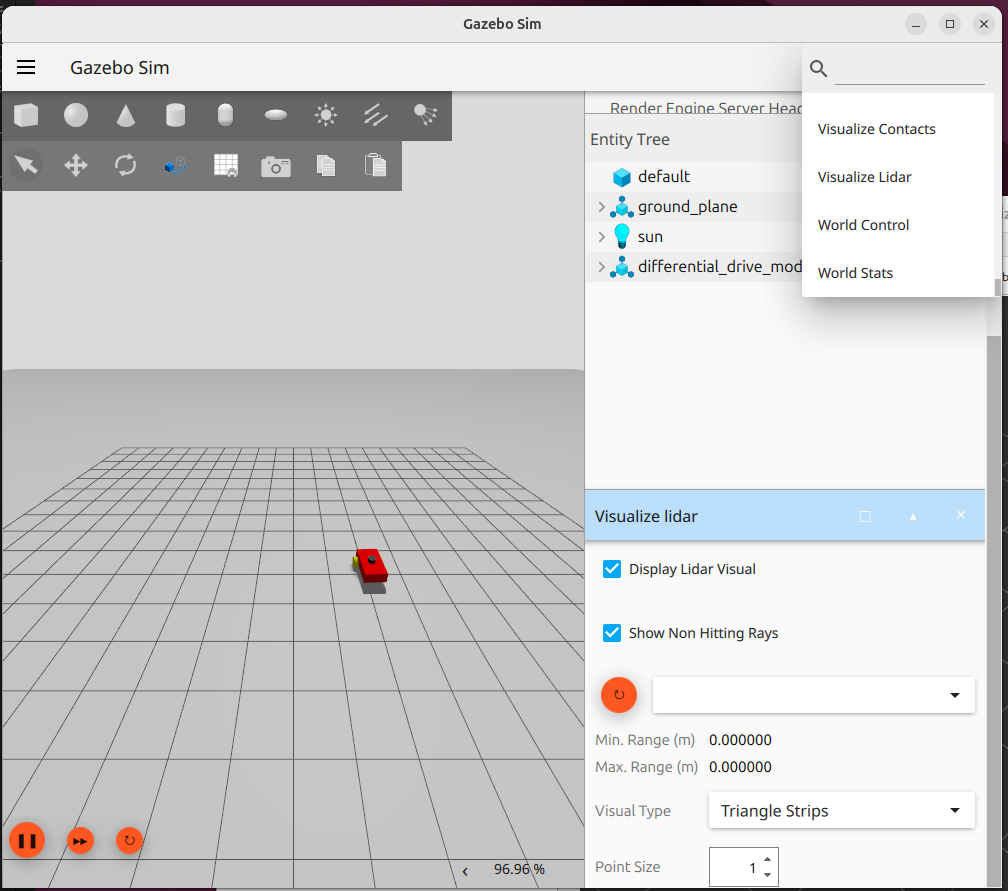 Gazebo Sim
Gazebo Sim
Render Engine Server Head
Entity Tree
default
ground_plane
sun
differential_drive_mod
Visualize Contacts
Visualize Lidar
World Control
World Stats
Visualize lidar
Display Lidar Visual
Show Non Hitting Rays
Min. Range (m) 0.000000
Max. Range (m) 0.000000
Visual Type Triangle Strips
Point Size 1
96.96 %